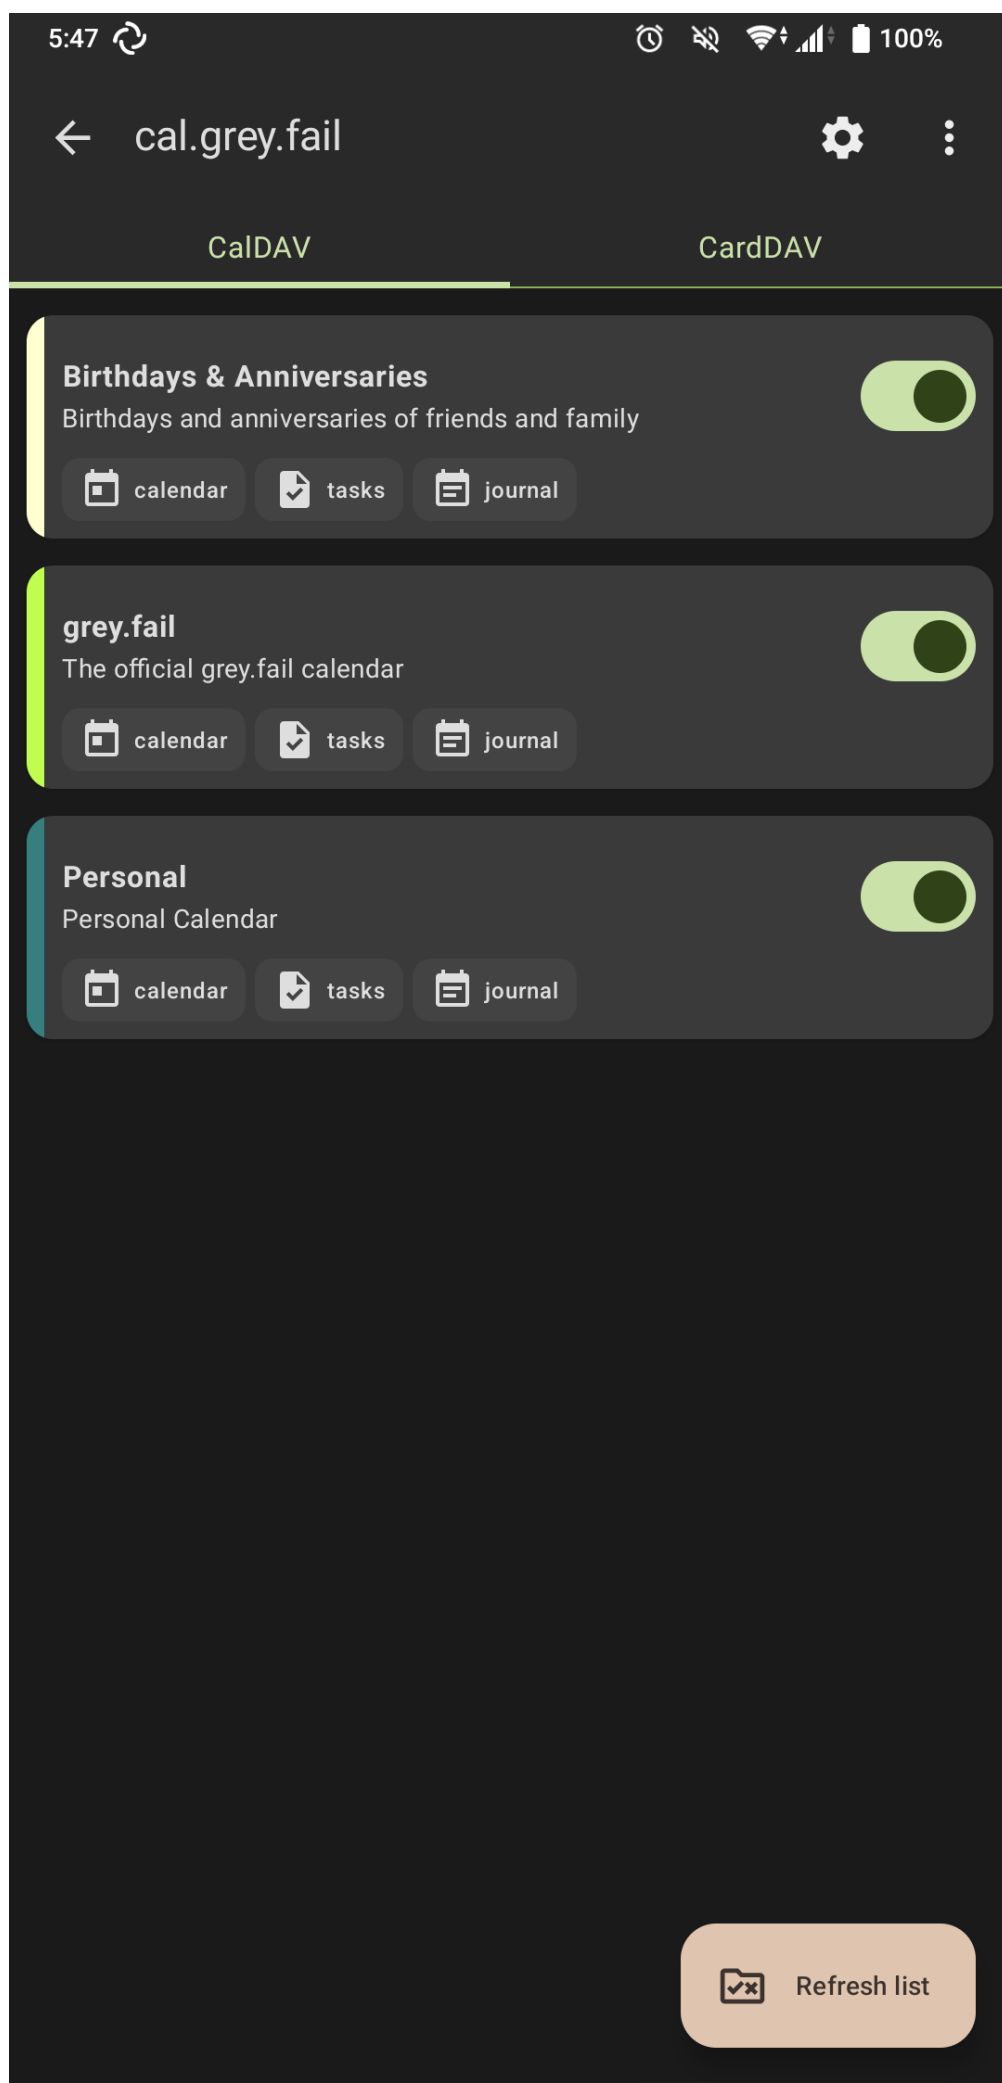 5:47
100%
cal.grey.fail
CalDAV
CardDAV
Birthdays & Anniversaries
Birthdays and anniversaries of friends and family
calendar tasks journal
grey.fail
The official grey.fail calendar
calendar tasks journal
Personal
Personal Calendar
calendar tasks journal
Refresh list